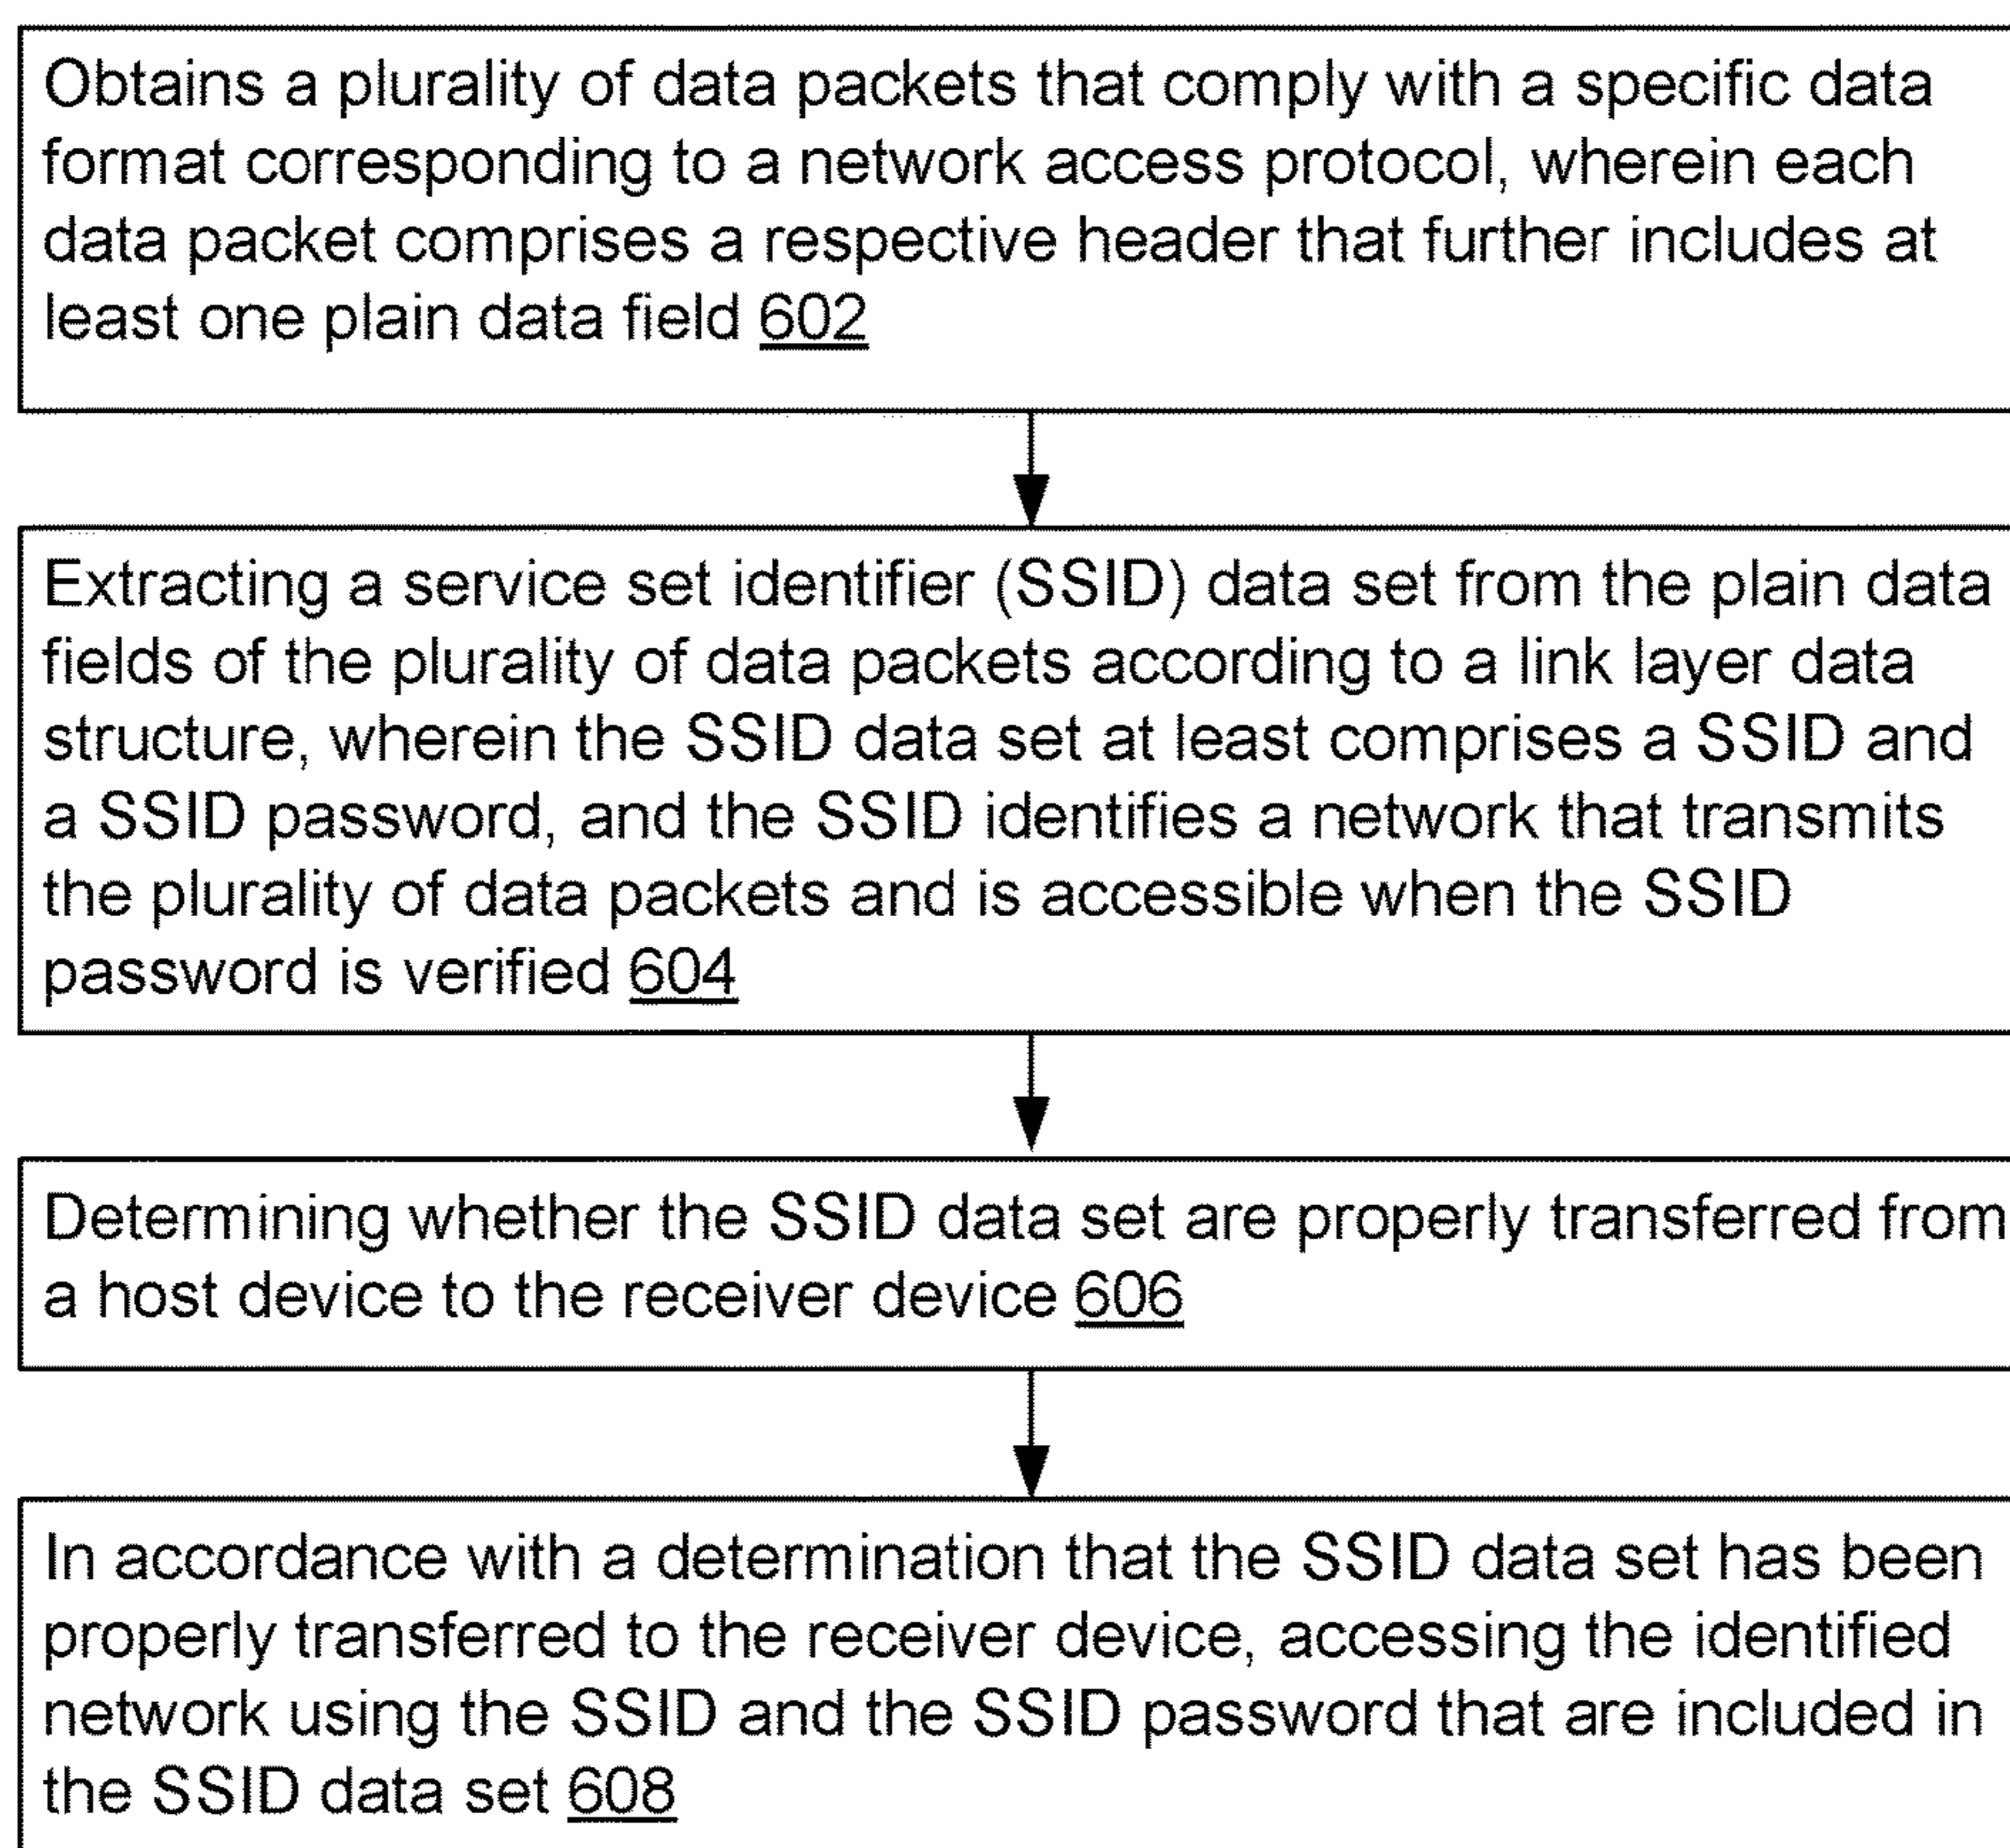 Obtains a plurality of data packets that comply with a specific data
format corresponding to a network access protocol, wherein each
data packet comprises a respective header that further includes at
least one plain data field 602
Extracting a service set identifier (SSID) data set from the plain data
fields of the plurality of data packets according to a link layer data
structure, wherein the SSID data set at least comprises a SSID and
a SSID password, and the SSID identifies a network that transmits
the plurality of data packets and is accessible when the SSID
password is verified 604
Determining whether the SSID data set are properly transferred from
a host device to the receiver device 606
In accordance with a determination that the SSID data set has been
properly transferred to the receiver device, accessing the identified
network using the SSID and the SSID password that are included in
the SSID data set 608